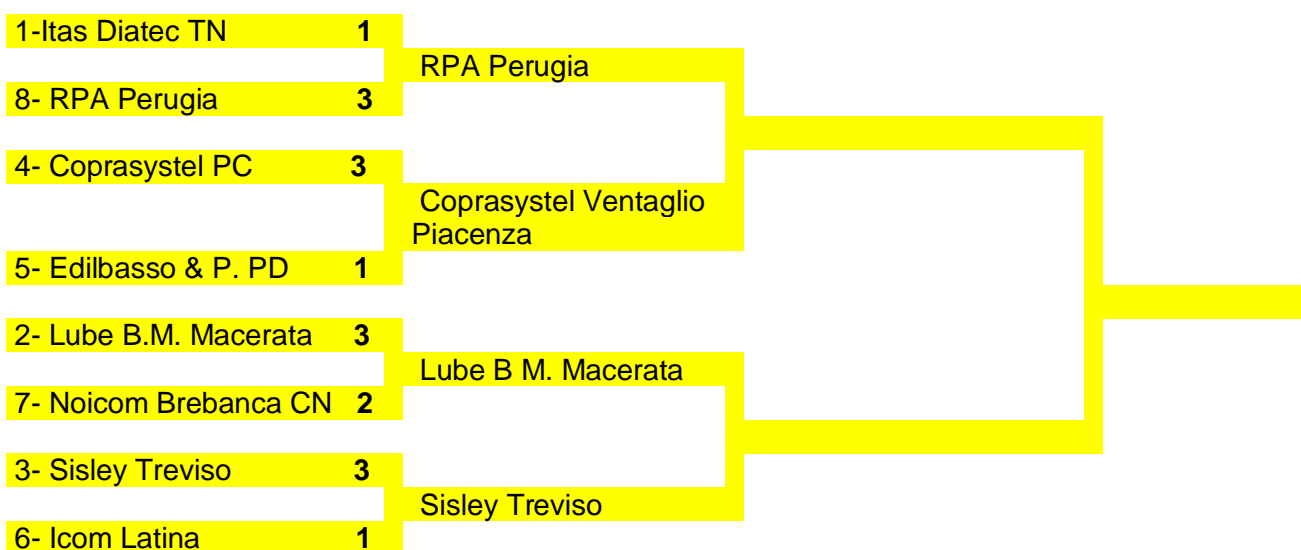 1-Itas Diatec TN 1
RPA Perugia
8- RPA Perugia 3
4- Coprasystel PC 3
Coprasystel Ventaglio
Piacenza
5- Edilbasso & P. PD 1
2- Lube B.M. Macerata 3
Lube B M. Macerata
7- Noicom Brebanca CN 2
3- Sisley Treviso 3
Sisley Treviso
6- Icom Latina 1